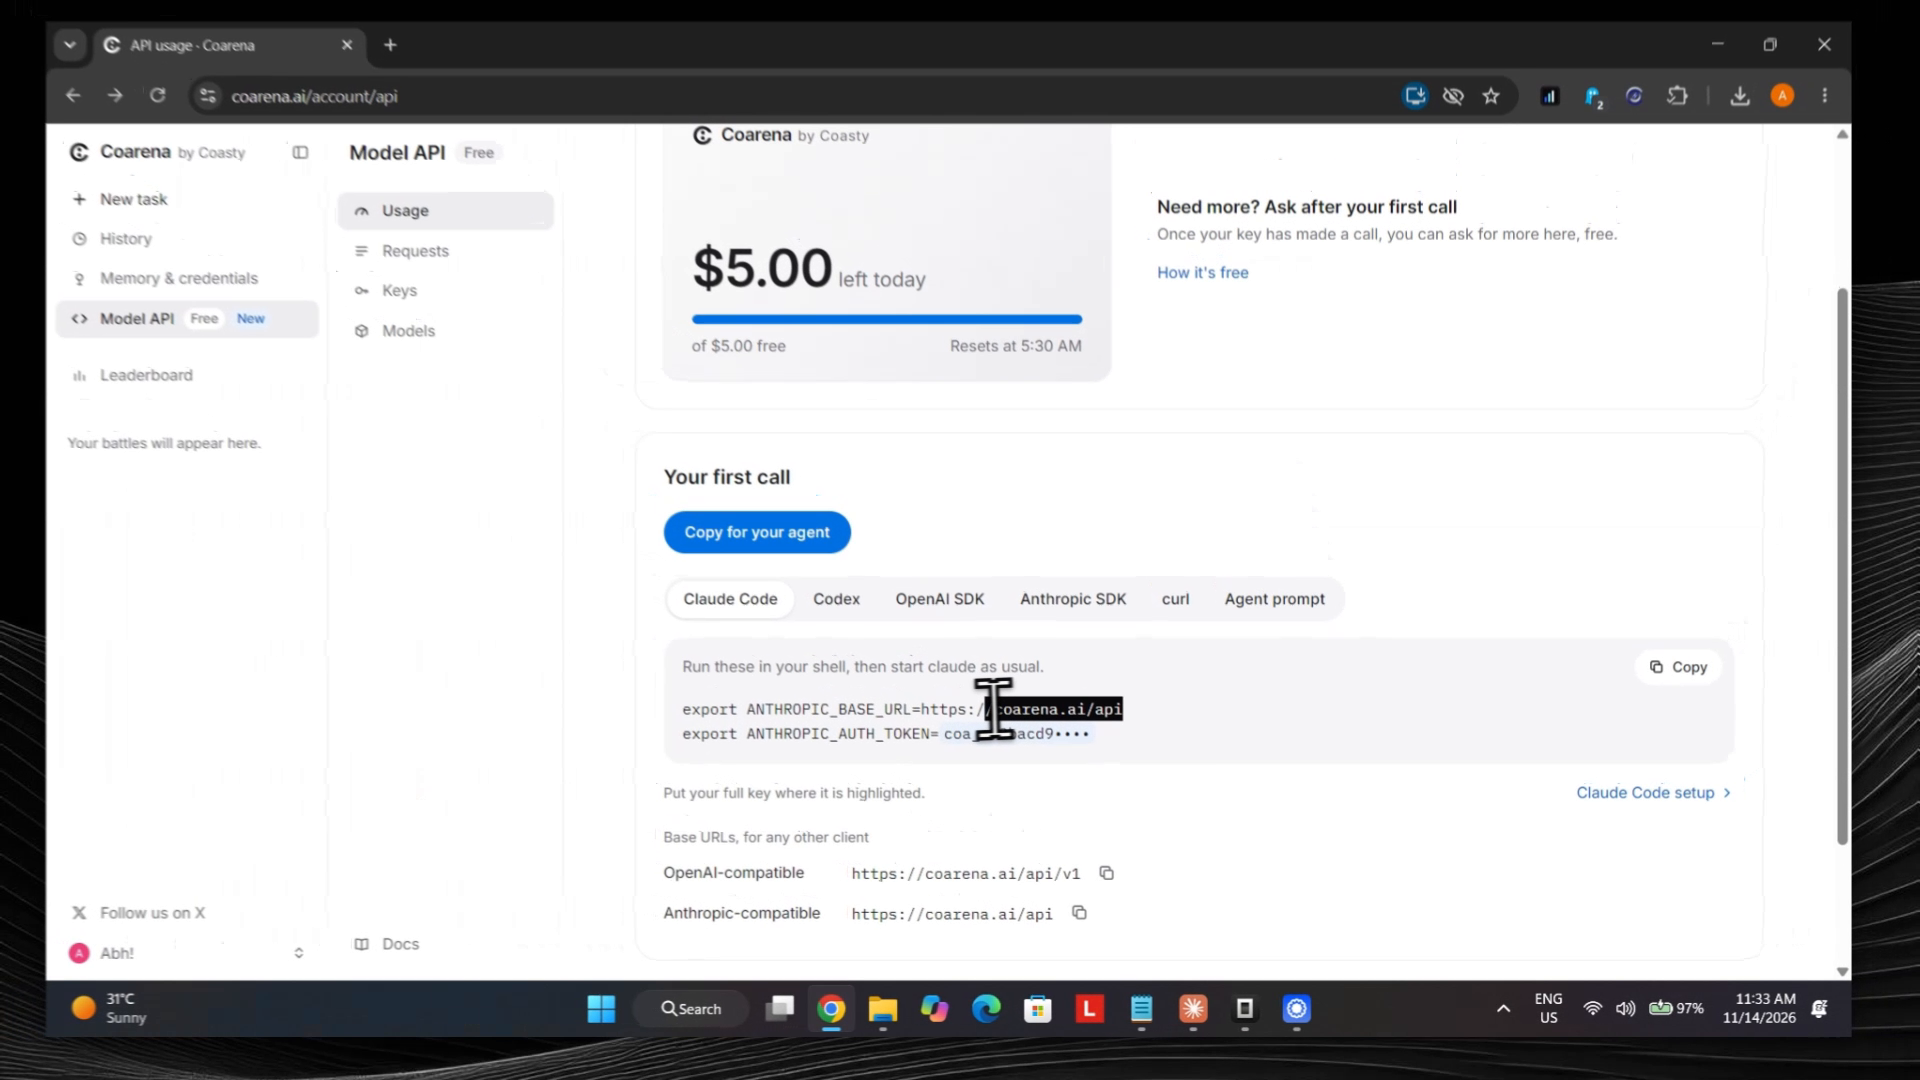 API usage - Coarena
coarena.ai/account/api
Coarena by Coasty
New task
History
Memory & credentials
Model API Free New
Leaderboard
Your battles will appear here.
Follow us on X
A Abh!
Model API Free
Usage
Requests
Keys
Models
Docs
Coarena by Coasty
$5.00 left today
of $5.00 free Resets at 5:30 AM
Need more? Ask after your first call
Once your key has made a call, you can ask for more here, free.
How it's free
Your first call
Copy for your agent
Claude Code Codex OpenAI SDK Anthropic SDK curl Agent prompt
Run these in your shell, then start claude as usual.
Copy
export ANTHROPIC_BASE_URL=https://coarena.ai/api
export ANTHROPIC_AUTH_TOKEN=
Put your full key where it is highlighted.
Claude Code setup >
Base URLs, for any other client
OpenAI-compatible https://coarena.ai/api/v1
Anthropic-compatible https://coarena.ai/api
31°C
Sunny
Search
L
ENG
US
97%
11:33 AM
11/14/2026